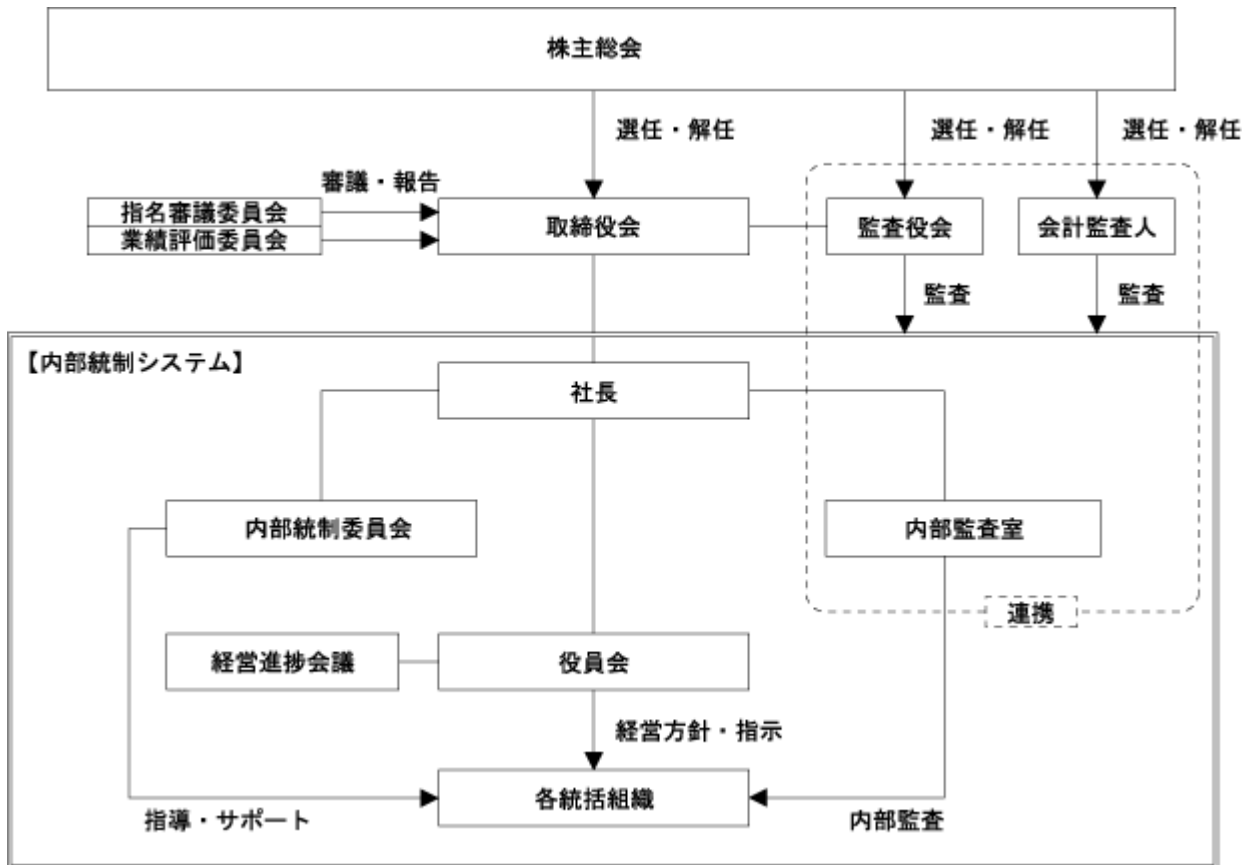 株主総会
選任・解任
選任・解任
選任・解任
審議・報告
指名審議委員会
業績評価委員会
取締役会
監査役会
会計監査人
監査
監査
【内部統制システム】
社長
内部統制委員会
内部監査室
連携
経営進捗会議
役員会
経営方針・指示
各統括組織
指導・サポート
内部監査